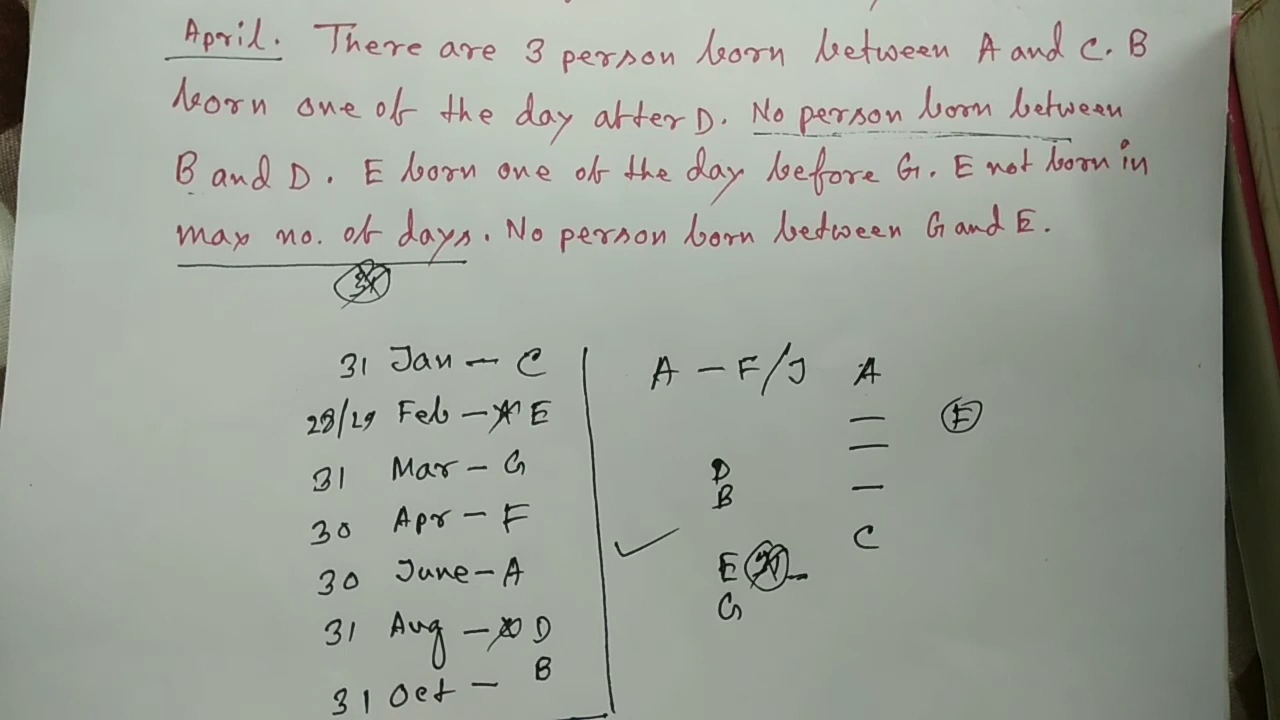 April. There are 3 person born between A and C. B
born one of the day after D. No person born between
B and D. E born one of the day before G. E not born in
max no. of days. No person born between G and E.
31
31 Jan - C
28/29 Feb - E
31 Mar - G
30 Apr - F
30 June - A
31 Aug - D
31 Oct - B
A - F/J
A
F
D
B
C
E 31 -
G